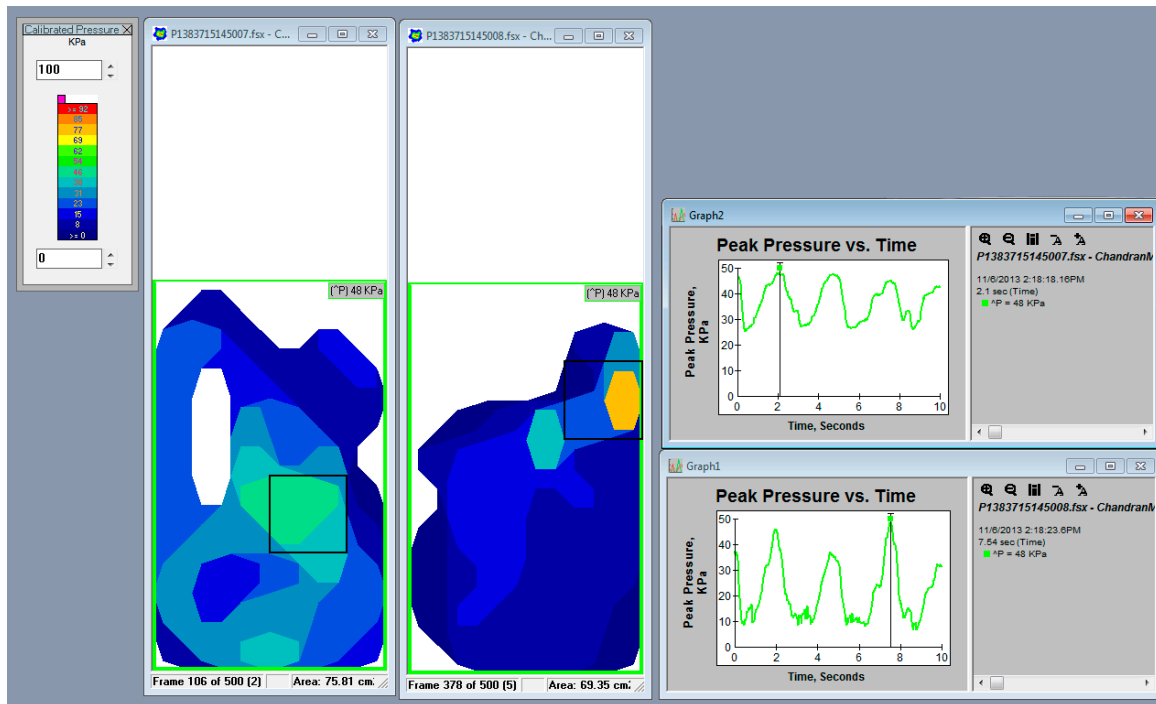 Calibrated Pressure
KPa
100
>= 92
85
77
69
62
54
46
31
23
15
8
>= 0
0
P1383715145007.fsx - C...
(^P) 48 KPa
Frame 106 of 500 (2)
Area: 75.81 cm
P1383715145008.fsx - Ch...
(^P) 48 KPa
Frame 378 of 500 (5)
Area: 69.35 cm
Graph2
Peak Pressure vs. Time
Peak Pressure,
KPa
50
40
30
20
10
0
0 2 4 6 8 10
Time, Seconds
P1383715145007.fsx - ChandranM
11/6/2013 2:18:18.16PM
2.1 sec (Time)
^P = 48 KPa
Graph1
Peak Pressure vs. Time
Peak Pressure,
KPa
50
40
30
20
10
0
0 2 4 6 8 10
Time, Seconds
P1383715145008.fsx - ChandranM
11/6/2013 2:18:23.6PM
7.54 sec (Time)
^P = 48 KPa